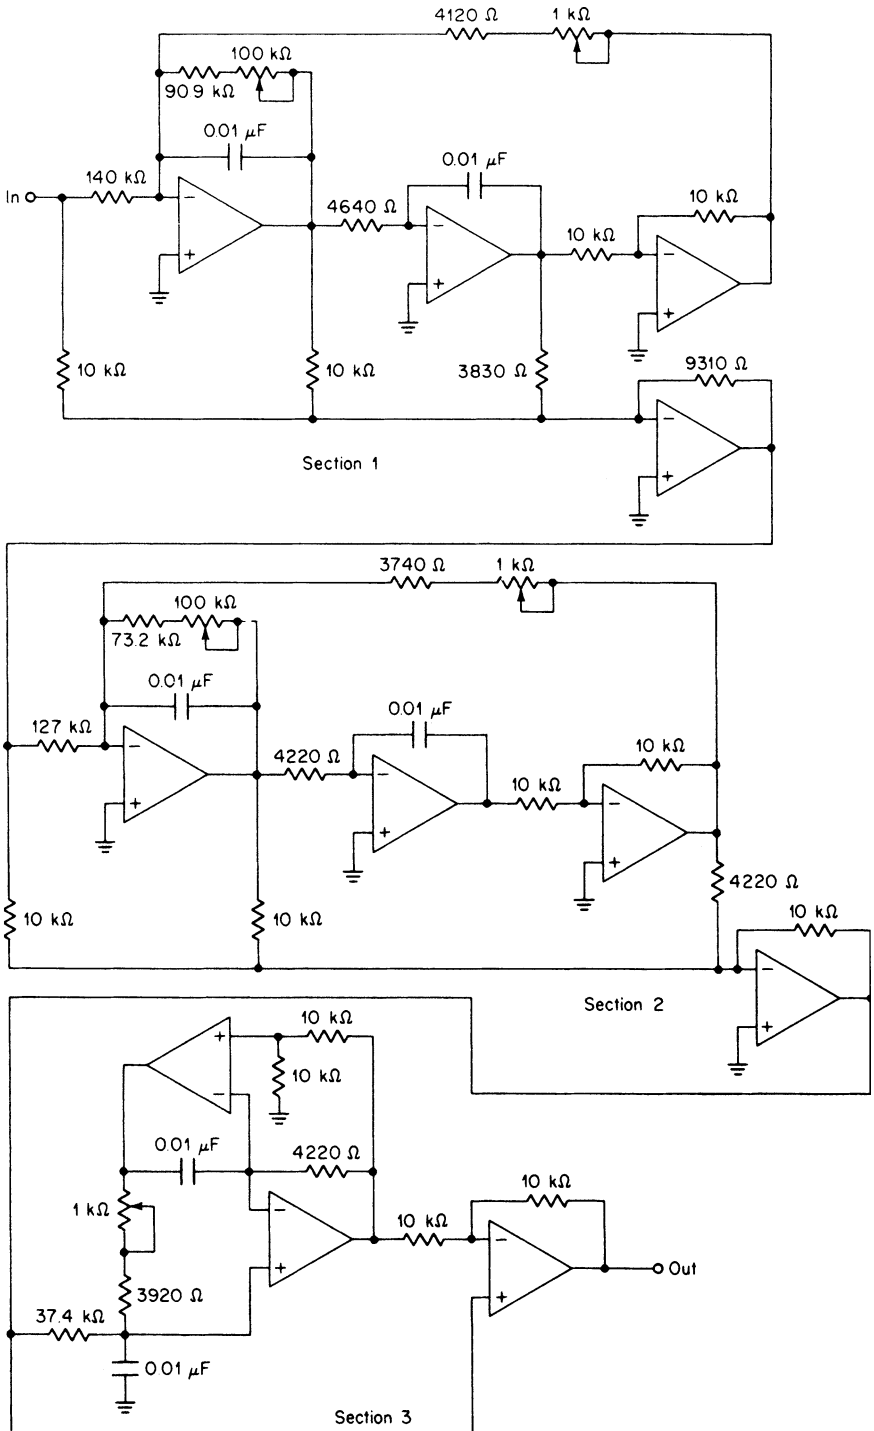 4120 Ω 1 kΩ
100 kΩ
90.9 kΩ
0.01 μF
0.01 μF
In 140 kΩ
4640 Ω
10 kΩ
10 kΩ
−
+
−
+
−
+
10 kΩ
10 kΩ
3830 Ω
9310 Ω
−
+
Section 1
3740 Ω 1 kΩ
100 kΩ
73.2 kΩ
0.01 μF
0.01 μF
127 kΩ
4220 Ω
10 kΩ
10 kΩ
−
+
−
+
−
+
4220 Ω
10 kΩ
10 kΩ
10 kΩ
−
+
Section 2
10 kΩ
10 kΩ
+
−
0.01 μF
4220 Ω
1 kΩ
−
+
10 kΩ
10 kΩ
−
+
Out
3920 Ω
37.4 kΩ
0.01 μF
Section 3